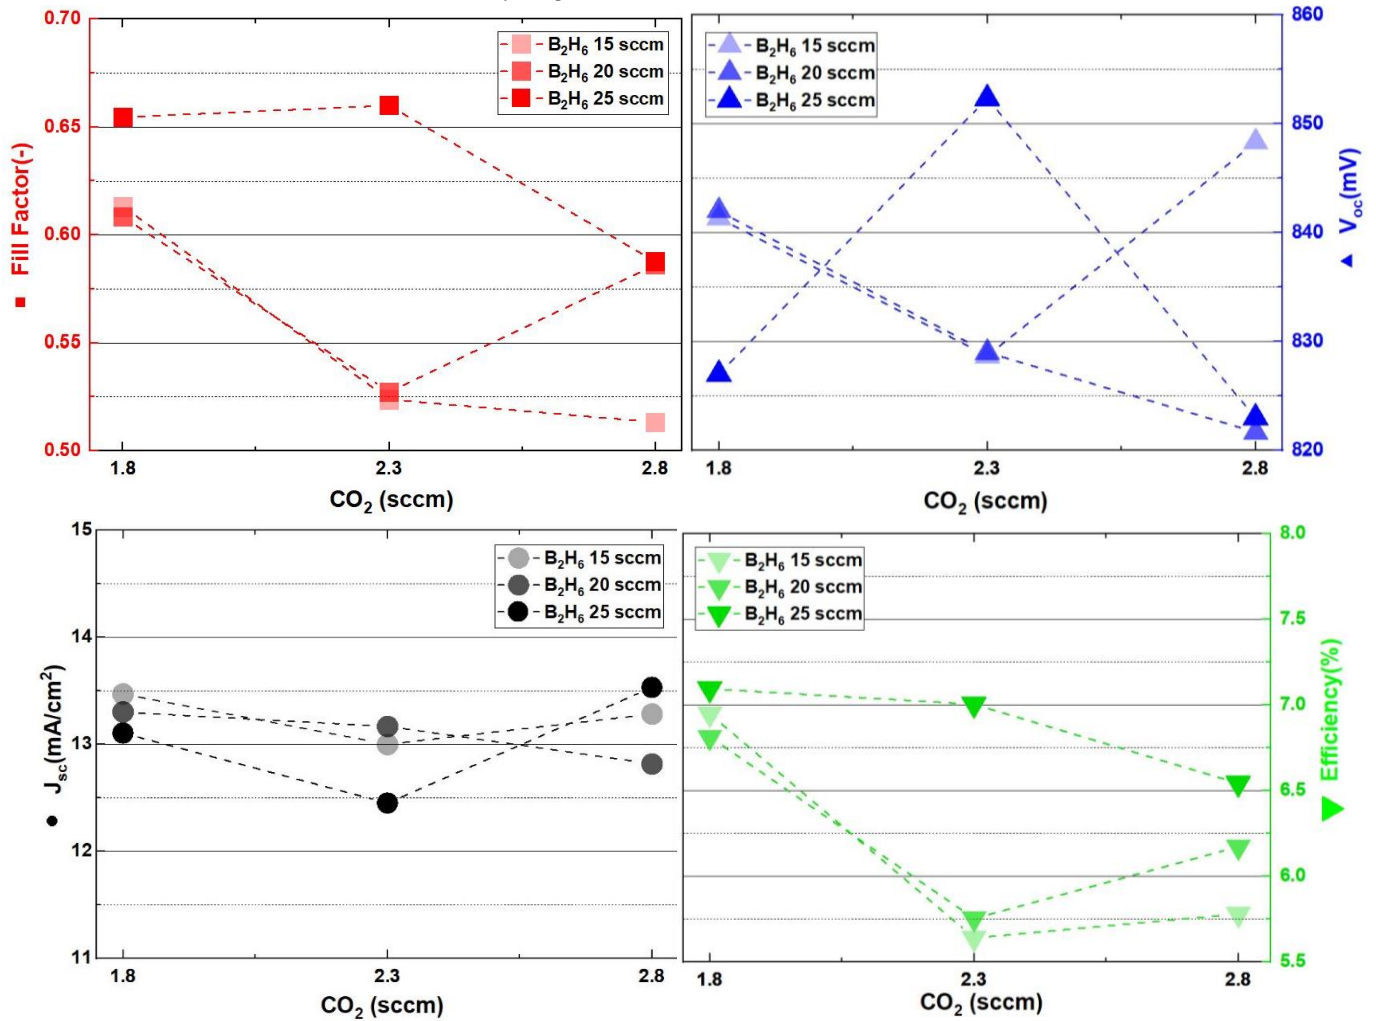 0.70
0.65
0.60
0.55
0.50
Fill Factor(-)
B₂H₆ 15 sccm
B₂H₆ 20 sccm
B₂H₆ 25 sccm
1.8
2.3
2.8
CO₂ (sccm)
B₂H₆ 15 sccm
B₂H₆ 20 sccm
B₂H₆ 25 sccm
860
850
840
830
820
Voc(mV)
1.8
2.3
2.8
CO₂ (sccm)
15
14
13
12
11
Jsc(mA/cm²)
B₂H₆ 15 sccm
B₂H₆ 20 sccm
B₂H₆ 25 sccm
1.8
2.3
2.8
CO₂ (sccm)
B₂H₆ 15 sccm
B₂H₆ 20 sccm
B₂H₆ 25 sccm
8.0
7.5
7.0
6.5
6.0
5.5
Efficiency(%)
1.8
2.3
2.8
CO₂ (sccm)